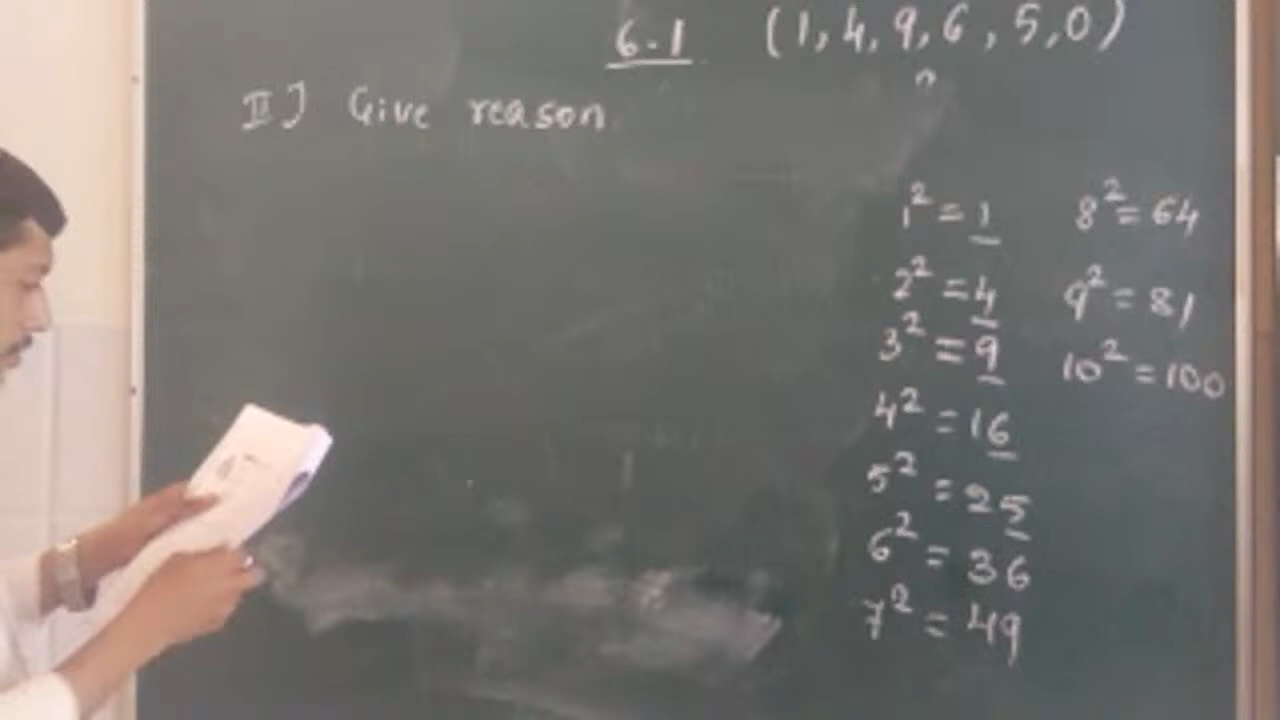 6.1 (1, 4, 9, 6, 5, 0)
II] Give reason.
1² = 1
2² = 4
3² = 9
4² = 16
5² = 25
6² = 36
7² = 49
8² = 64
9² = 81
10² = 100